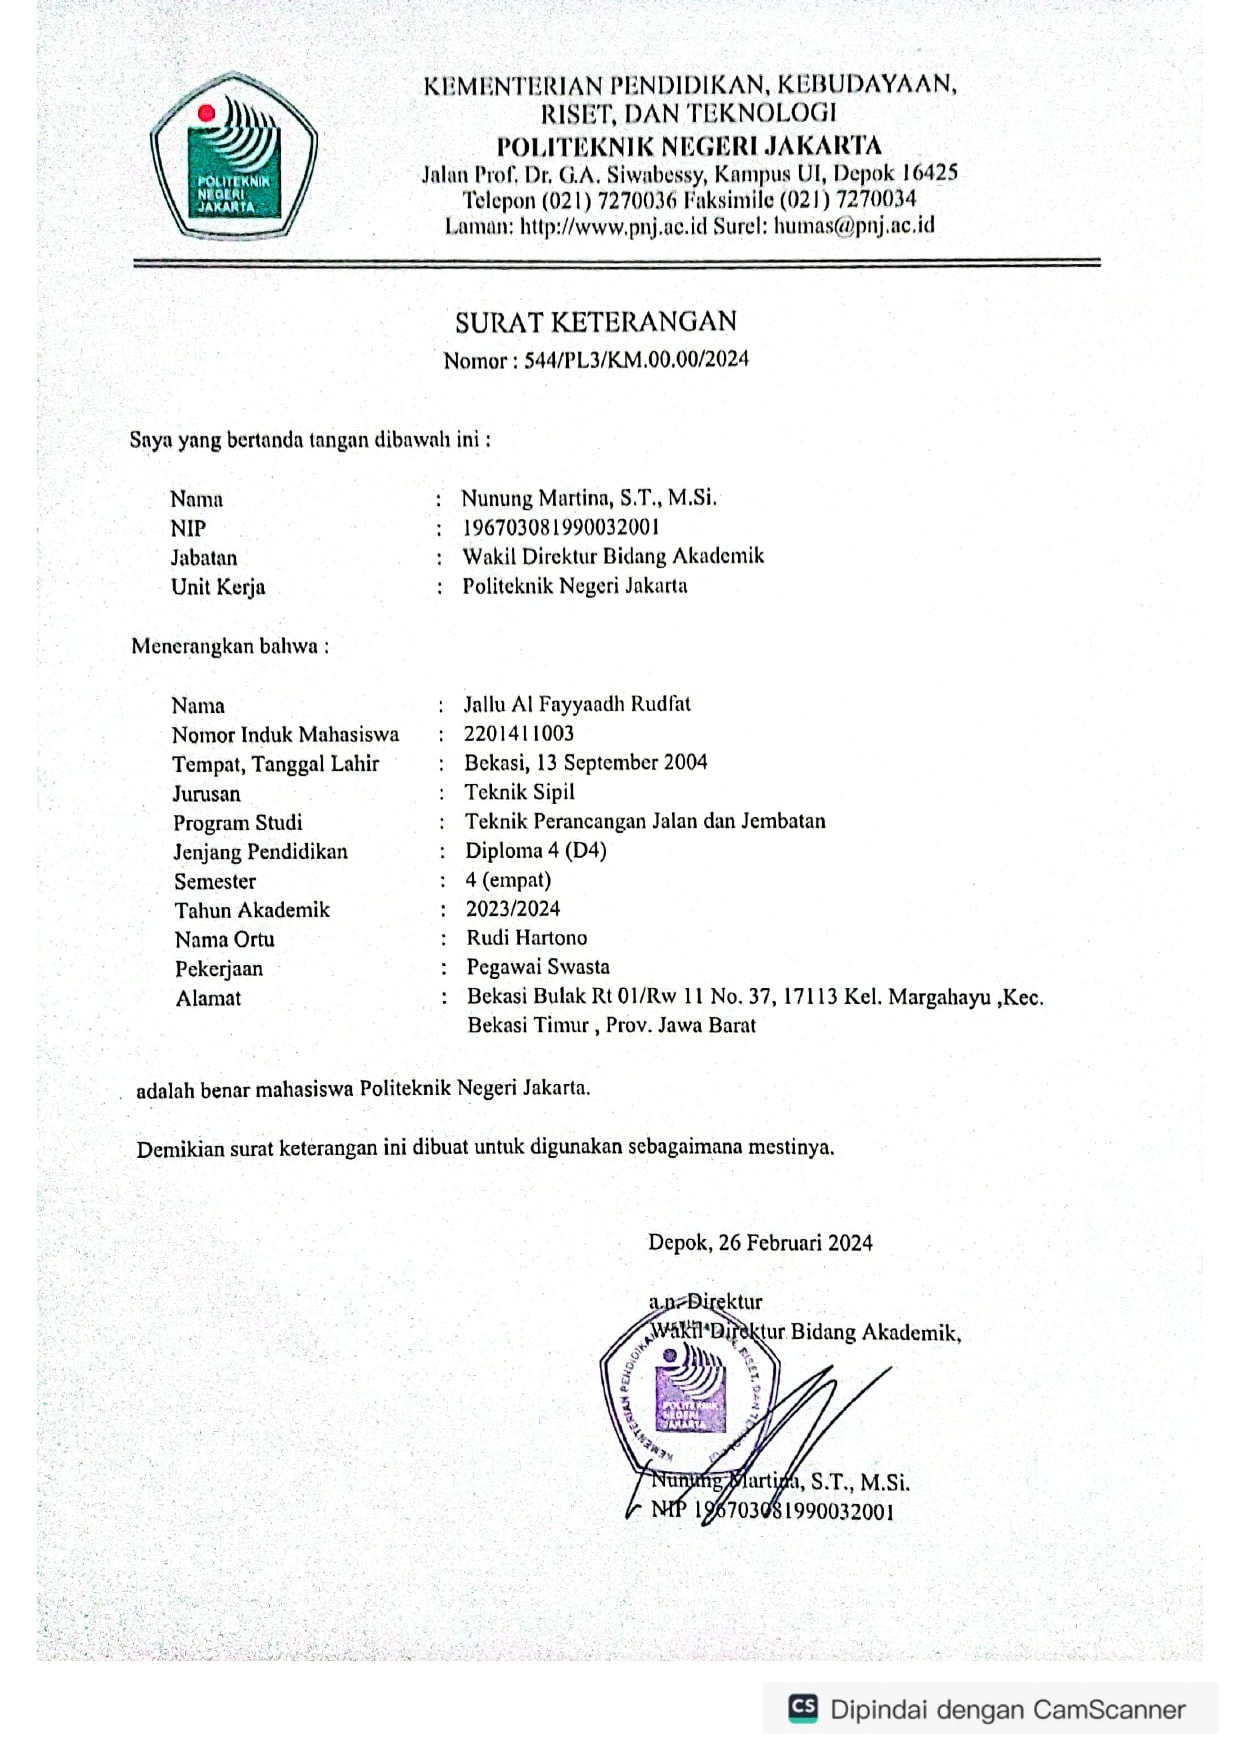 POLITEKNIK
NEGERI
JAKARTA
KEMENTERIAN PENDIDIKAN, KEBUDAYAAN,
RISET, DAN TEKNOLOGI
POLITEKNIK NEGERI JAKARTA
Jalan Prof. Dr. G.A. Siwabessy, Kampus UI, Depok 16425
Telepon (021) 7270036 Faksimile (021) 7270034
Laman: http://www.pnj.ac.id Surel: humas@pnj.ac.id
SURAT KETERANGAN
Nomor : 544/PL3/KM.00.00/2024
Saya yang bertanda tangan dibawah ini :
Nama : Nunung Martina, S.T., M.Si.
NIP : 196703081990032001
Jabatan : Wakil Direktur Bidang Akademik
Unit Kerja : Politeknik Negeri Jakarta
Menerangkan bahwa :
Nama : Jallu Al Fayyaadh Rudfat
Nomor Induk Mahasiswa : 2201411003
Tempat, Tanggal Lahir : Bekasi, 13 September 2004
Jurusan : Teknik Sipil
Program Studi : Teknik Perancangan Jalan dan Jembatan
Jenjang Pendidikan : Diploma 4 (D4)
Semester : 4 (empat)
Tahun Akademik : 2023/2024
Nama Ortu : Rudi Hartono
Pekerjaan : Pegawai Swasta
Alamat : Bekasi Bulak Rt 01/Rw 11 No. 37, 17113 Kel. Margahayu ,Kec.
Bekasi Timur , Prov. Jawa Barat
adalah benar mahasiswa Politeknik Negeri Jakarta.
Demikian surat keterangan ini dibuat untuk digunakan sebagaimana mestinya.
Depok, 26 Februari 2024
a.n. Direktur
Wakil Direktur Bidang Akademik,
KEMENTERIAN PENDIDIKAN RISET, DAN
POLITEKNIK
NEGERI
JAKARTA
Nunung Martina, S.T., M.Si.
NIP 196703081990032001
CS Dipindai dengan CamScanner